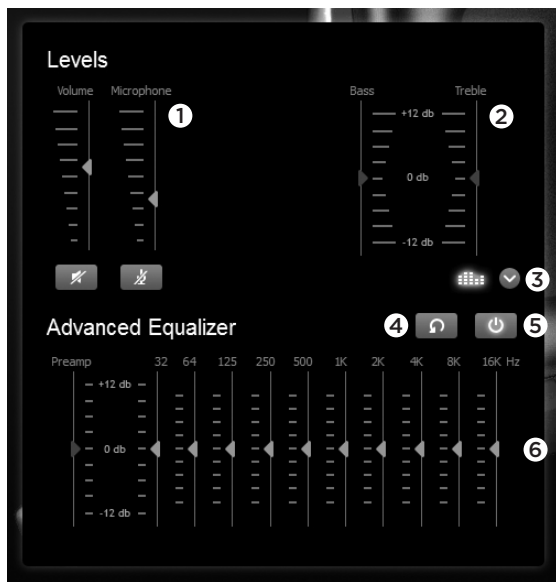 Levels
Volume Microphone Bass Treble
1 2
+12 db
0 db
-12 db
3
Advanced Equalizer 4 5
Preamp 32 64 125 250 500 1K 2K 4K 8K 16K Hz
+12 db
0 db 6
-12 db